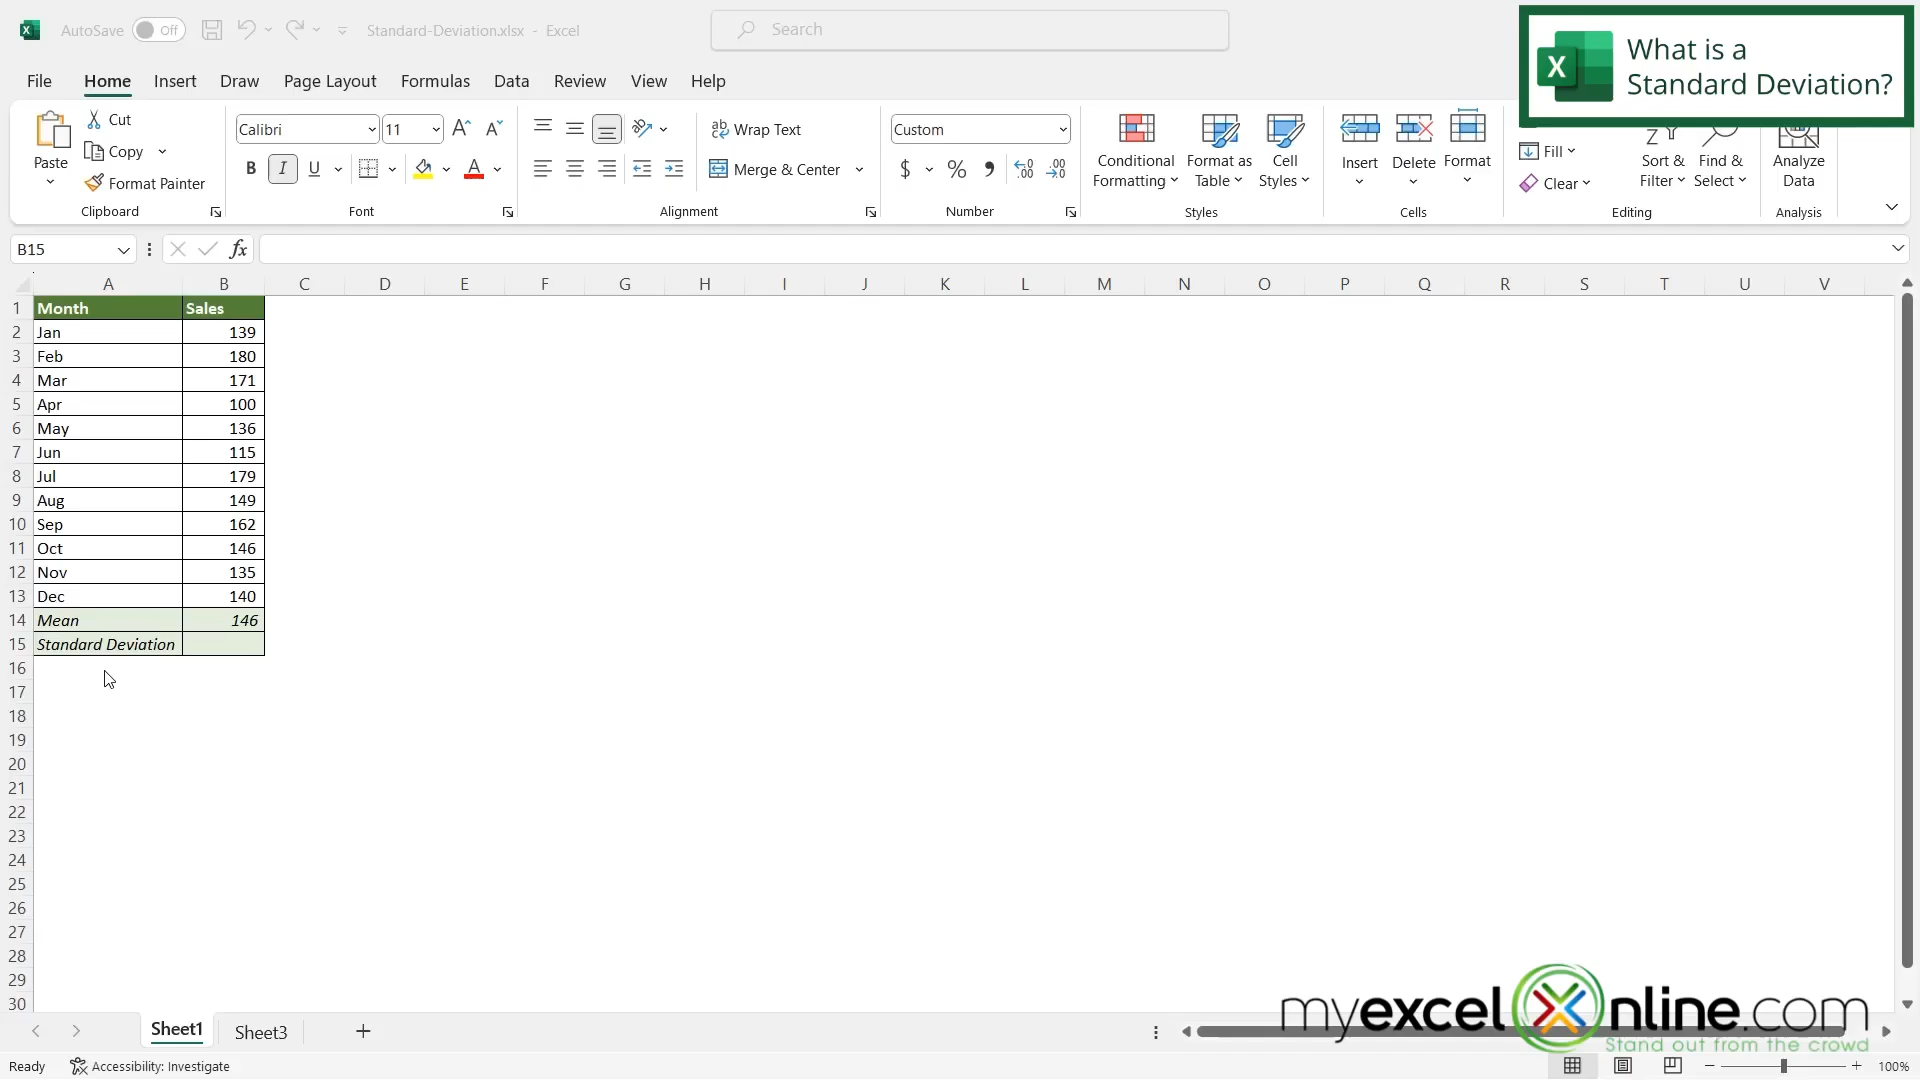 AutoSave Off Standard-Deviation.xlsx - Excel Search
What is a
Standard Deviation?
File Home Insert Draw Page Layout Formulas Data Review View Help
Paste
Cut
Copy
Format Painter
Clipboard
Calibri 11
B I U
Font
Wrap Text
Merge & Center
Alignment
Custom
$ % 9 .00
Number
Conditional
Formatting
Format as
Table
Cell
Styles
Styles
Insert
Delete
Format
Cells
Fill
Clear
Sort &
Filter
Find &
Select
Editing
Analyze
Data
Analysis
B15 fx
A B C D E F G H I J K L M N O P Q R S T U V
1 Month Sales
2 Jan 139
3 Feb 180
4 Mar 171
5 Apr 100
6 May 136
7 Jun 115
8 Jul 179
9 Aug 149
10 Sep 162
11 Oct 146
12 Nov 135
13 Dec 140
14 Mean 146
15 Standard Deviation
16
17
18
19
20
21
22
23
24
25
26
27
28
29
30
myexcelonline.com
Stand out from the crowd
Sheet1 Sheet3 +
Ready Accessibility: Investigate 100%